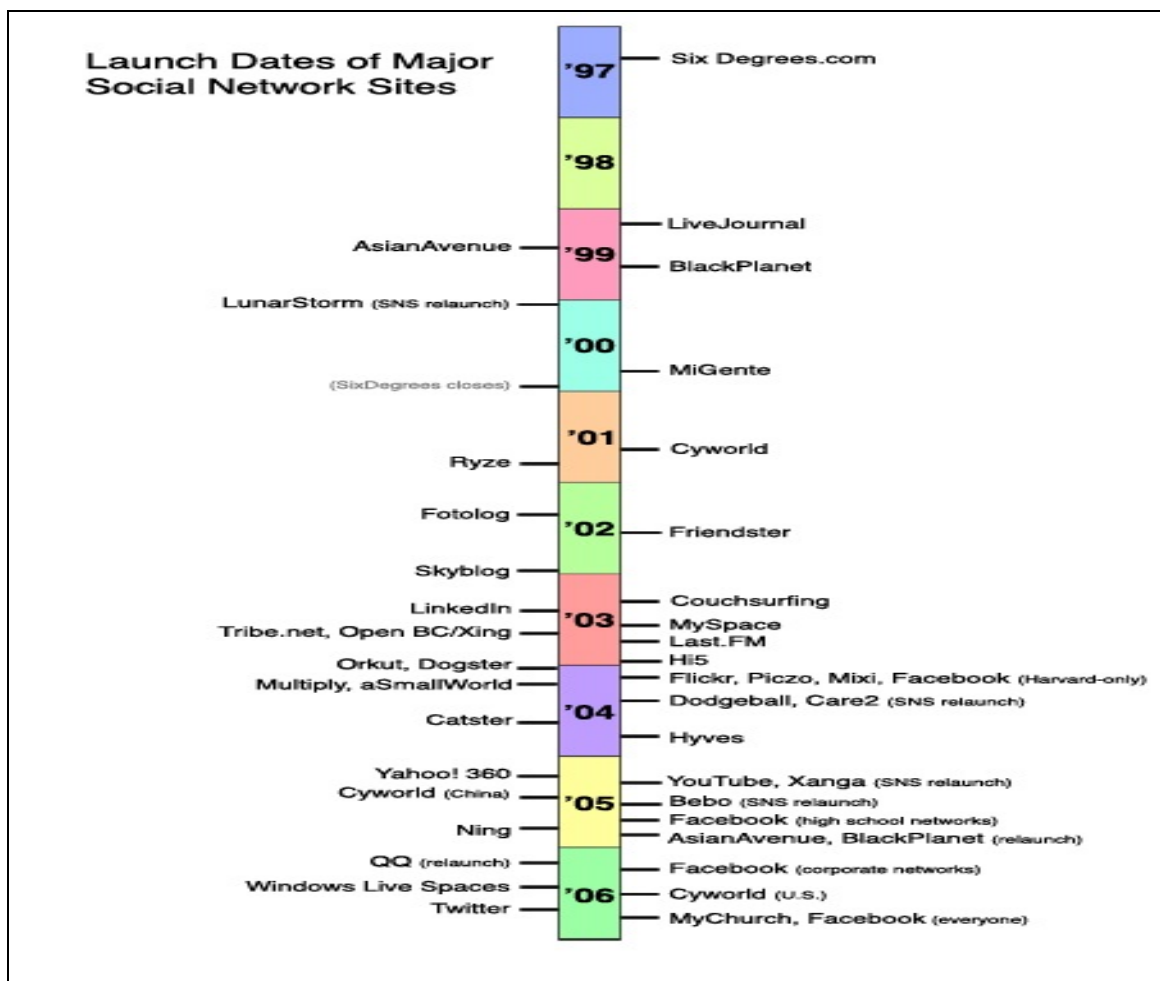 Launch Dates of Major
Social Network Sites
'97
Six Degrees.com
'98
'99
LiveJournal
AsianAvenue
BlackPlanet
LunarStorm (SNS relaunch)
'00
MiGente
(SixDegrees closes)
'01
Cyworld
Ryze
Fotolog
'02
Friendster
Skyblog
Couchsurfing
LinkedIn
'03
MySpace
Tribe.net, Open BC/Xing
Last.FM
Hi5
Orkut, Dogster
Flickr, Piczo, Mixi, Facebook (Harvard-only)
Multiply, aSmallWorld
Dodgeball, Care2 (SNS relaunch)
'04
Catster
Hyves
Yahoo! 360
YouTube, Xanga (SNS relaunch)
Cyworld (China)
'05
Bebo (SNS relaunch)
Facebook (high school networks)
Ning
AsianAvenue, BlackPlanet (relaunch)
QQ (relaunch)
Facebook (corporate networks)
Windows Live Spaces
'06
Cyworld (U.S.)
Twitter
MyChurch, Facebook (everyone)